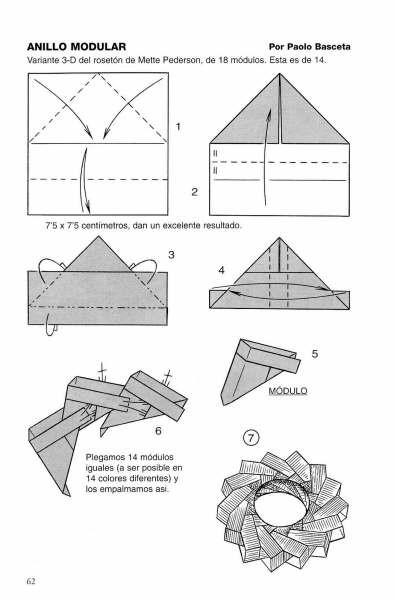 ANILLO MODULAR
Por Paolo Basceta
Variante 3-D del rosetón de Mette Pederson, de 18 módulos. Esta es de 14.
1
2
7'5 x 7'5 centímetros, dan un excelente resultado.
3
4
5
MÓDULO
6
Plegamos 14 módulos
iguales (a ser posible en
14 colores diferentes) y
los empalmamos asi.
7
62